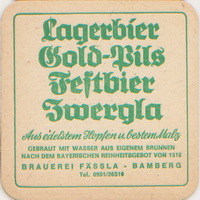 Lagerbier
Gold-Pils
Festbier
Zwergla
Aus edelstem Hopfen u. bestem Malz
GEBRAUT MIT WASSER AUS EIGENEM BRUNNEN
NACH DEM BAYERISCHEN REINHEITSGEBOT VON 1516
BRAUEREI FÄSSLA - BAMBERG
Tel. 0951/26516